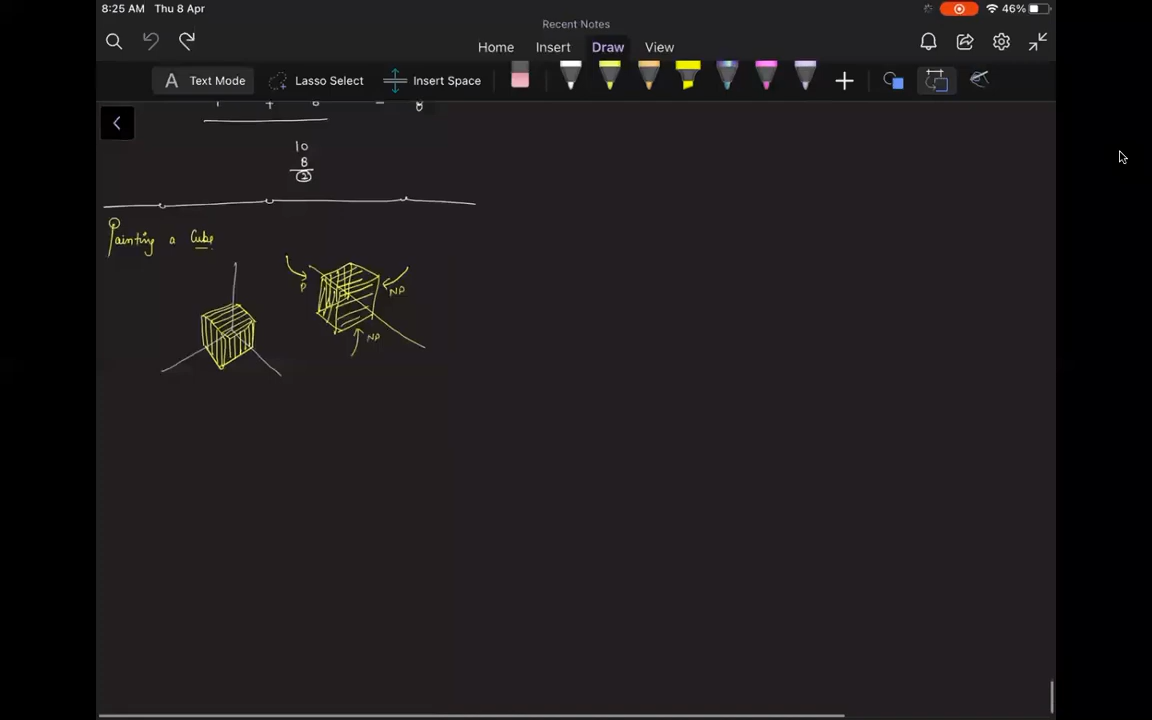 8:25 AM Thu 8 Apr
46%
Recent Notes
Home Insert Draw View
Text Mode Lasso Select Insert Space
10
8
2
Painting a Cube
P NP
NP